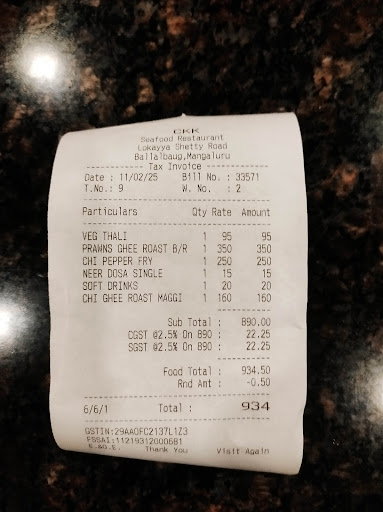 CKK
Seafood Restaurant
Lokayya Shetty Road
Ballalbaug,Mangaluru
Tax Invoice
Date : 11/02/25 Bill No. : 33571
T.No.: 9 W. No. : 2
Particulars Qty Rate Amount
VEG THALI 1 95 95
PRAWNS GHEE ROAST B/R 1 350 350
CHI PEPPER FRY 1 250 250
NEER DOSA SINGLE 1 15 15
SOFT DRINKS 1 20 20
CHI GHEE ROAST MAGGI 1 160 160
Sub Total : 890.00
CGST @2.5% On 890 : 22.25
SGST @2.5% On 890 : 22.25
Food Total : 934.50
Rnd Amt : -0.50
6/6/1 Total : 934
GSTIN:29AAOFC2137L1Z3
FSSAI:11219312000681
E.&O.E. Thank You Visit Again